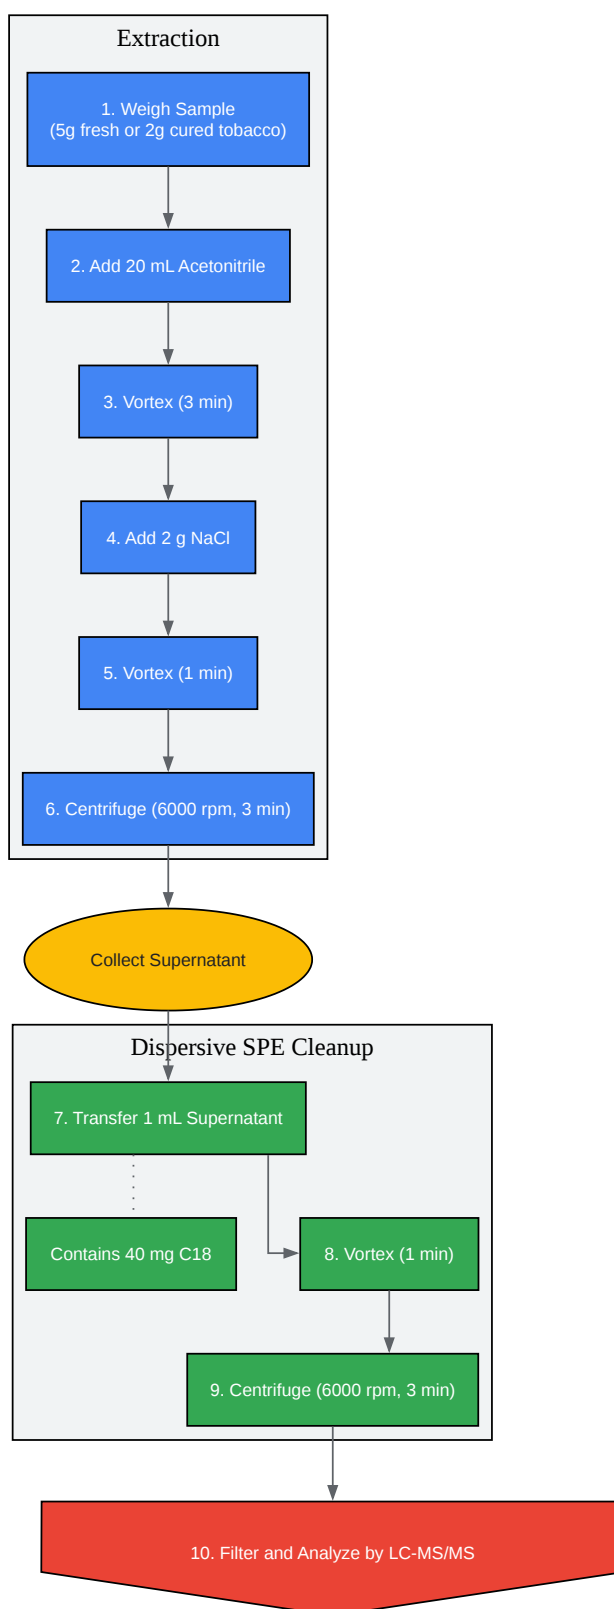 Extraction
1. Weigh Sample
(5g fresh or 2g cured tobacco)
2. Add 20 mL Acetonitrile
3. Vortex (3 min)
4. Add 2 g NaCl
5. Vortex (1 min)
6. Centrifuge (6000 rpm, 3 min)
Collect Supernatant
Dispersive SPE Cleanup
7. Transfer 1 mL Supernatant
Contains 40 mg C18
8. Vortex (1 min)
9. Centrifuge (6000 rpm, 3 min)
10. Filter and Analyze by LC-MS/MS